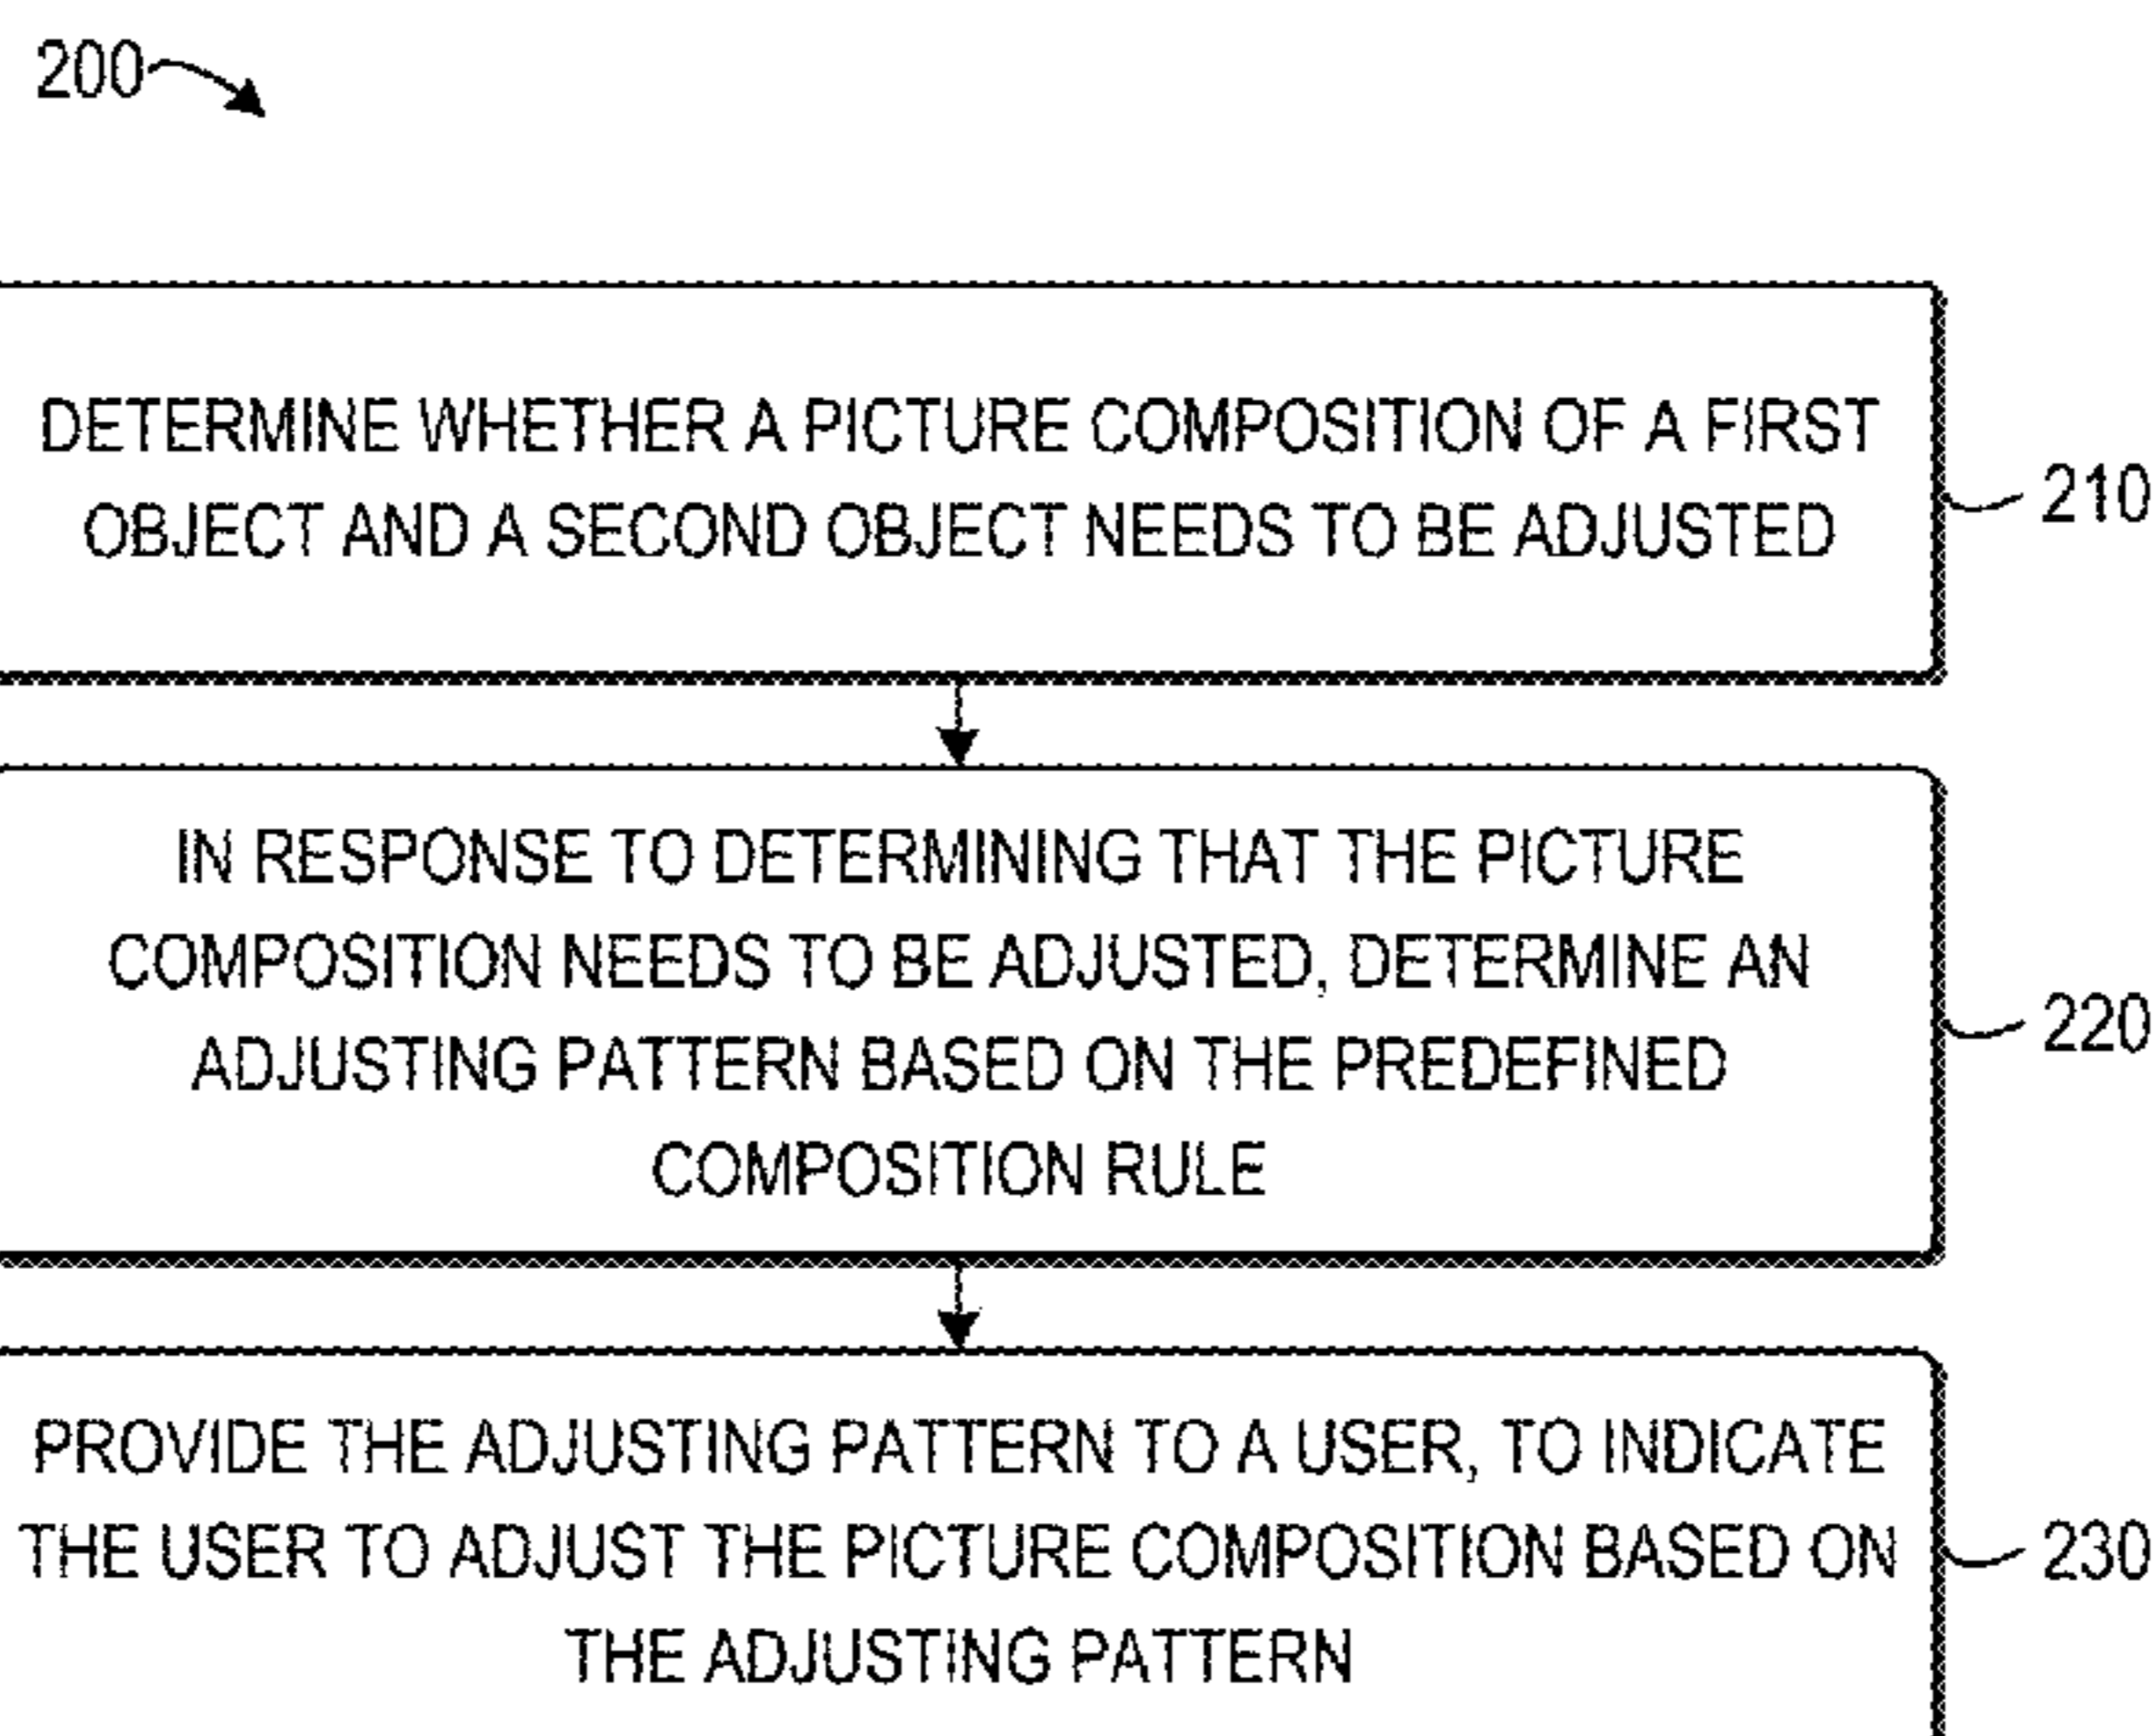 200
DETERMINE WHETHER A PICTURE COMPOSITION OF A FIRST
OBJECT AND A SECOND OBJECT NEEDS TO BE ADJUSTED
210
IN RESPONSE TO DETERMINING THAT THE PICTURE
COMPOSITION NEEDS TO BE ADJUSTED, DETERMINE AN
ADJUSTING PATTERN BASED ON THE PREDEFINED
COMPOSITION RULE
220
PROVIDE THE ADJUSTING PATTERN TO A USER, TO INDICATE
THE USER TO ADJUST THE PICTURE COMPOSITION BASED ON
THE ADJUSTING PATTERN
230